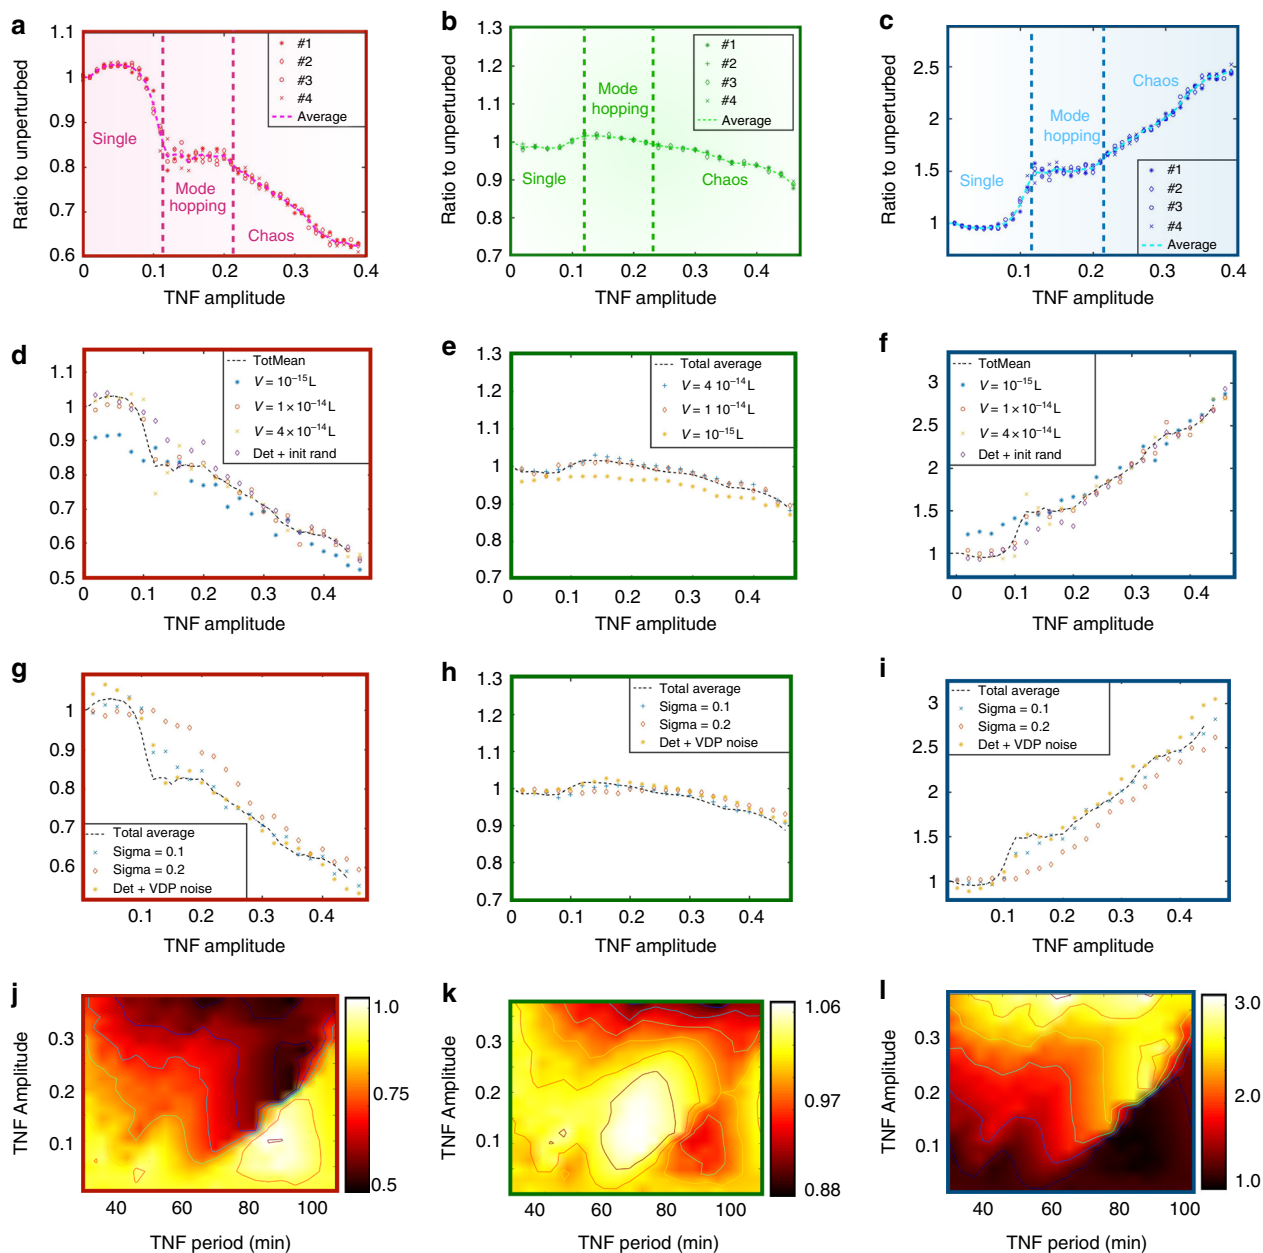 a
1.1
1
0.9
0.8
0.7
0.6
Ratio to unperturbed
#1
#2
#3
#4
Average
Single
Mode
hopping
Chaos
0
0.1
0.2
0.3
0.4
TNF amplitude
b
1.3
1.2
1.1
1
0.9
0.8
0.7
Ratio to unperturbed
#1
#2
#3
#4
Average
Mode
hopping
Single
Chaos
0
0.1
0.2
0.3
0.4
TNF amplitude
c
2.5
2
1.5
1
Ratio to unperturbed
Chaos
Mode
hopping
Single
#1
#2
#3
#4
Average
0.1
0.2
0.3
0.4
TNF amplitude
d
1.1
1
0.9
0.8
0.7
0.6
0.5
TotMean
V = 10⁻¹⁵L
V = 1 × 10⁻¹⁴L
V = 4 × 10⁻¹⁴L
Det + init rand
0
0.1
0.2
0.3
0.4
TNF amplitude
e
1.3
1.2
1.1
1
0.9
0.8
0.7
Total average
V = 4 10⁻¹⁴L
V = 1 10⁻¹⁴L
V = 10⁻¹⁵L
0
0.1
0.2
0.3
0.4
TNF amplitude
f
3
2.5
2
1.5
1
TotMean
V = 10⁻¹⁵L
V = 1 × 10⁻¹⁴L
V = 4 × 10⁻¹⁴L
Det + init rand
0
0.1
0.2
0.3
0.4
TNF amplitude
g
1
0.9
0.8
0.7
0.6
Total average
Sigma = 0.1
Sigma = 0.2
Det + VDP noise
0.1
0.2
0.3
0.4
TNF amplitude
h
1.3
1.2
1.1
1
0.9
0.8
0.7
Total average
Sigma = 0.1
Sigma = 0.2
Det + VDP noise
0
0.1
0.2
0.3
0.4
TNF amplitude
i
3
2.5
2
1.5
1
Total average
Sigma = 0.1
Sigma = 0.2
Det + VDP noise
0.1
0.2
0.3
0.4
TNF amplitude
j
TNF Amplitude
0.3
0.2
0.1
40
60
80
100
TNF period (min)
1.0
0.75
0.5
k
TNF Amplitude
0.3
0.2
0.1
40
60
80
100
TNF period (min)
1.06
0.97
0.88
l
TNF Amplitude
0.3
0.2
0.1
40
60
80
100
TNF period (min)
3.0
2.0
1.0